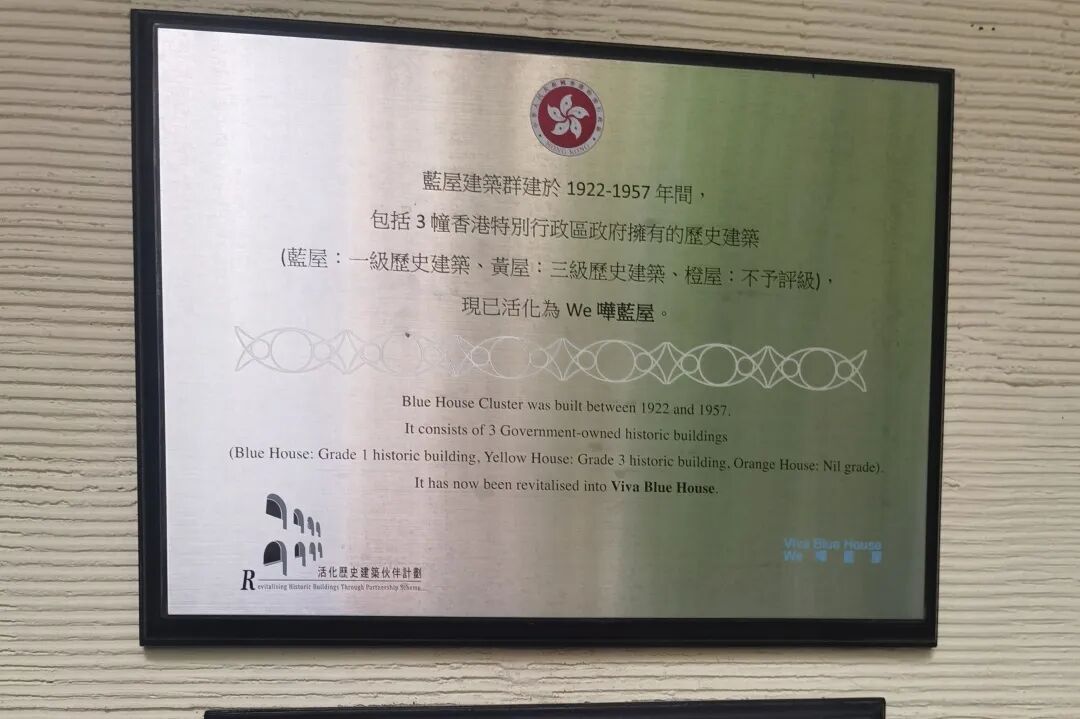 HONG KONG
藍屋建築群建於 1922-1957 年間，
包括 3 幢香港特別行政區政府擁有的歷史建築
(藍屋：一級歷史建築、黃屋：三級歷史建築、橙屋：不予評級)，
現已活化為 We 嘩藍屋。
Blue House Cluster was built between 1922 and 1957.
It consists of 3 Government-owned historic buildings
(Blue House: Grade 1 historic building, Yellow House: Grade 3 historic building, Orange House: Nil grade).
It has now been revitalised into Viva Blue House.
活化歷史建築伙伴計劃
Revitalising Historic Buildings Through Partnership Scheme
Viva Blue House
We 嘩藍屋